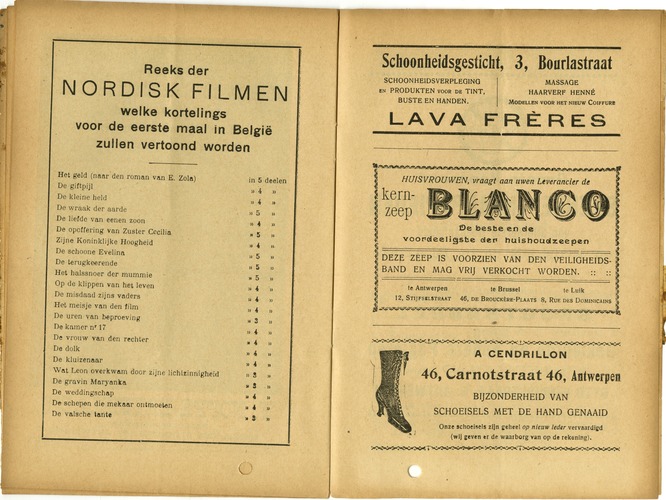 Reeks der
NORDISK FILMEN
welke kortelings
voor de eerste maal in België
zullen vertoond worden
Het geld (naar den roman van E. Zola) in 5 deelen
De giftpijl » 4 »
De kleine held » 4 »
De wraak der aarde » 5 »
De liefde van eenen zoon » 4 »
De opoffering van Zuster Cecilia » 5 »
Zijne Koninklijke Hoogheid » 4 »
De schoone Evelina » 5 »
De terugkeerende » 5 »
Het halssnoer der mummie » 5 »
Op de klippen van het leven » 4 »
De misdaad zijns vaders » 4 »
Het meisje van den film » 4 »
De uren van beproeving » 3 »
De kamer nr 17 » 4 »
De vrouw van den rechter » 4 »
De dolk » 4 »
De kluizenaar » 4 »
Wat Leon overkwam door zijne lichtzinnigheid » 3 »
De gravin Maryanka » 3 »
De weddingschap » 4 »
De schepen die mekaar ontmoeten » 4 »
De valsche tante » 3 »
Schoonheidsgesticht, 3, Bourlastraat
SCHOONHEIDSVERPLEGING
EN PRODUKTEN VOOR DE TINT,
BUSTE EN HANDEN.
MASSAGE
HAARVERF HENNÉ
MODELLEN VOOR HET NIEUW COIFFURE
LAVA FRÈRES
HUISVROUWEN, vraagt aan uwen Leverancier de
kern-
zeep BLANCO
De beste en de
voordeeligste der huishoudzeepen
DEZE ZEEP IS VOORZIEN VAN DEN VEILIGHEIDS-
BAND EN MAG VRIJ VERKOCHT WORDEN. :: ::
te Antwerpen te Brussel te Luik
12, STIJFSELSTRAAT 46, DE BROUCKÈRE-PLAATS 8, RUE DES DOMINICAINS
A CENDRILLON
46, Carnotstraat 46, Antwerpen
BIJZONDERHEID VAN
SCHOEISELS MET DE HAND GENAAID
Onze schoeisels zijn geheel op nieuw leder vervaardigd
(wij geven er de waarborg van op de rekening).